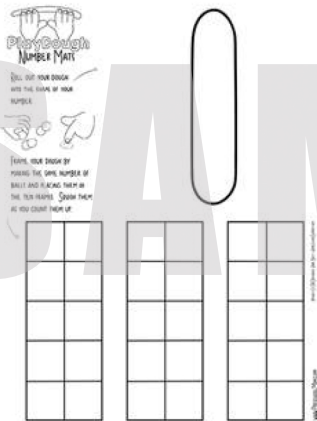 PlayDough
Number Mats
Roll out your dough
into the shape of your
number.
Frame your dough by
making the same number of
balls and placing them in
the ten frames. Squish them
as you count them up.
SAM